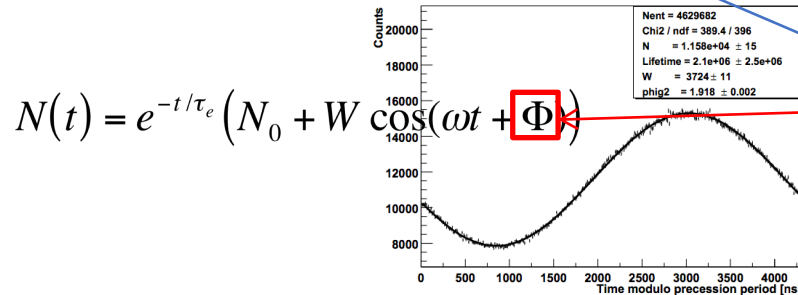 Counts
Nent = 4629682
Chi2 / ndf = 389.4 / 396
N = 1.158e+04 ± 15
Lifetime = 2.1e+06 ± 2.5e+06
W = 3724 ± 11
phig2 = 1.918 ± 0.002
N(t) = e^{-t/τ_e}(N_0 + W cos(ωt + Φ))
20000
18000
16000
14000
12000
10000
8000
0 500 1000 1500 2000 2500 3000 3500 4000
Time modulo precession period [ns